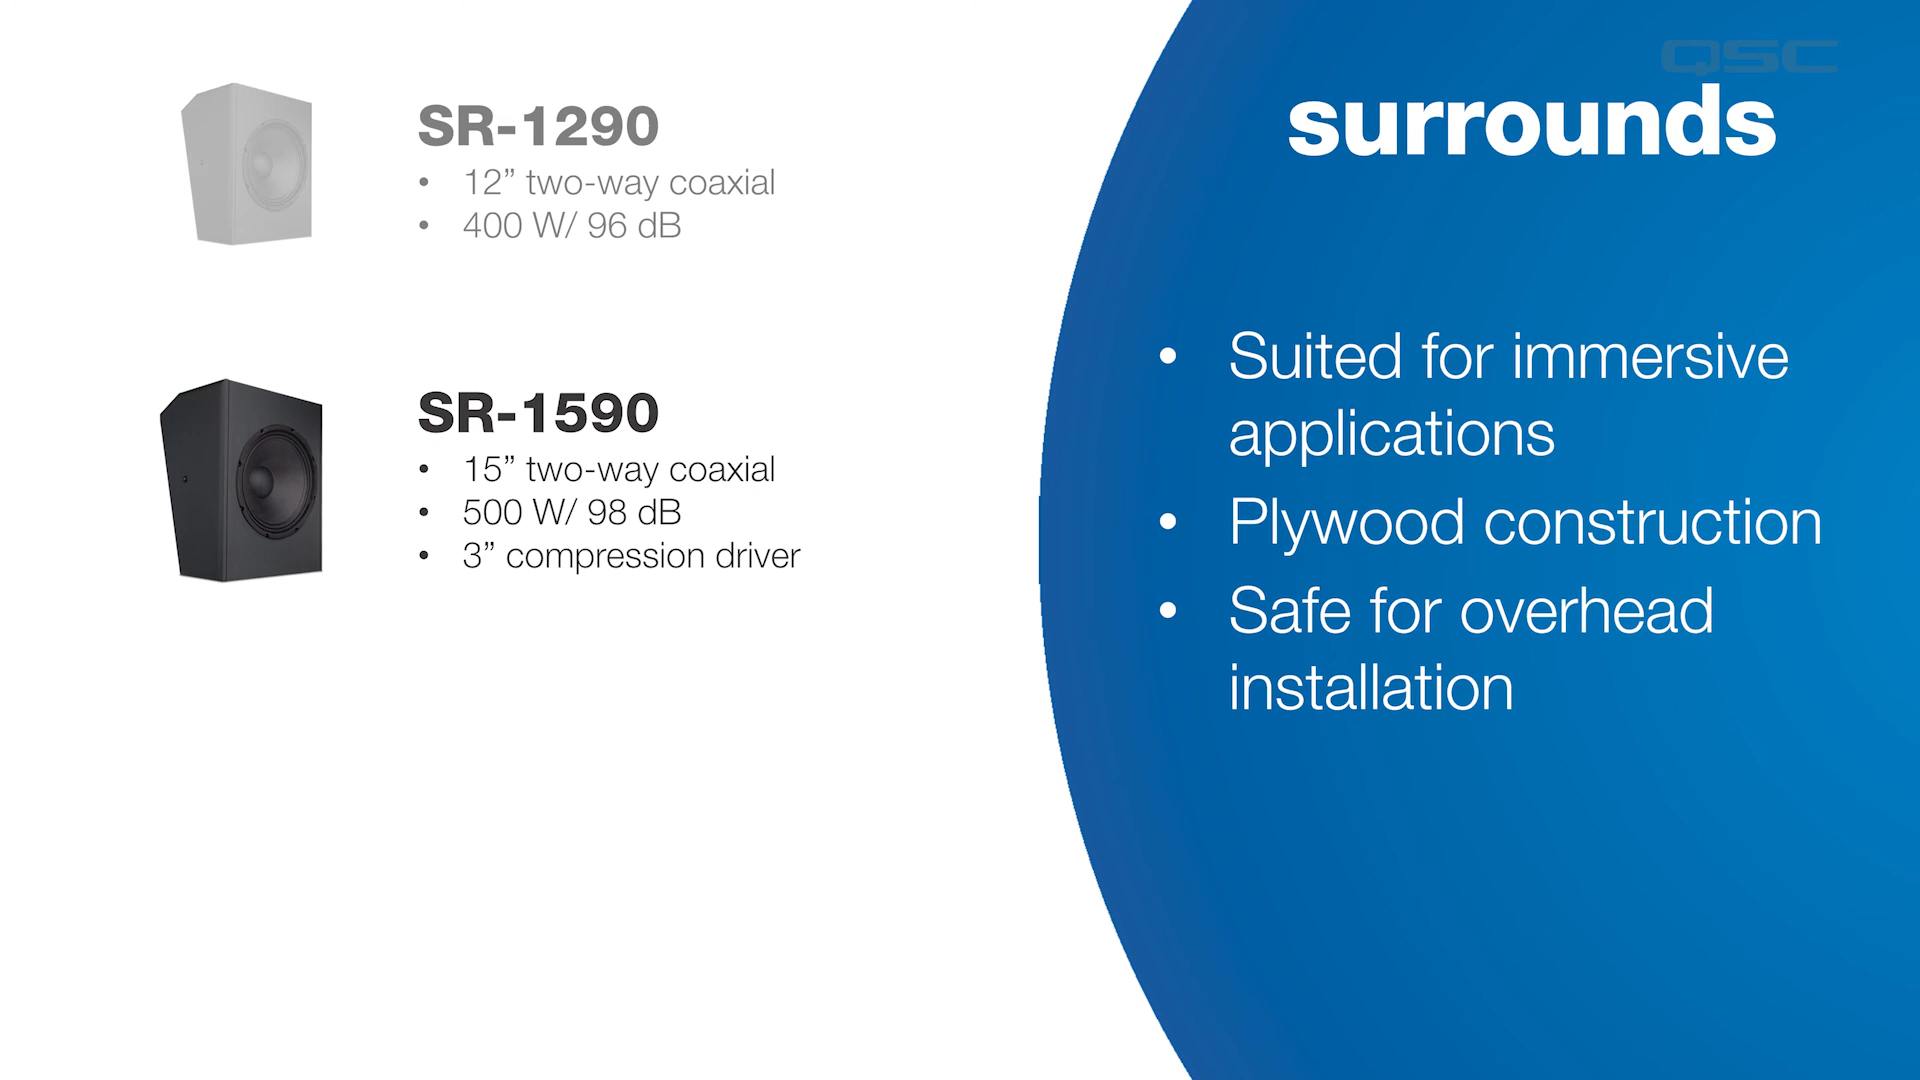 QSC
surrounds
SR-1290
• 12” two-way coaxial
• 400 W/ 96 dB
SR-1590
• 15” two-way coaxial
• 500 W/ 98 dB
• 3” compression driver
• Suited for immersive
applications
• Plywood construction
• Safe for overhead
installation